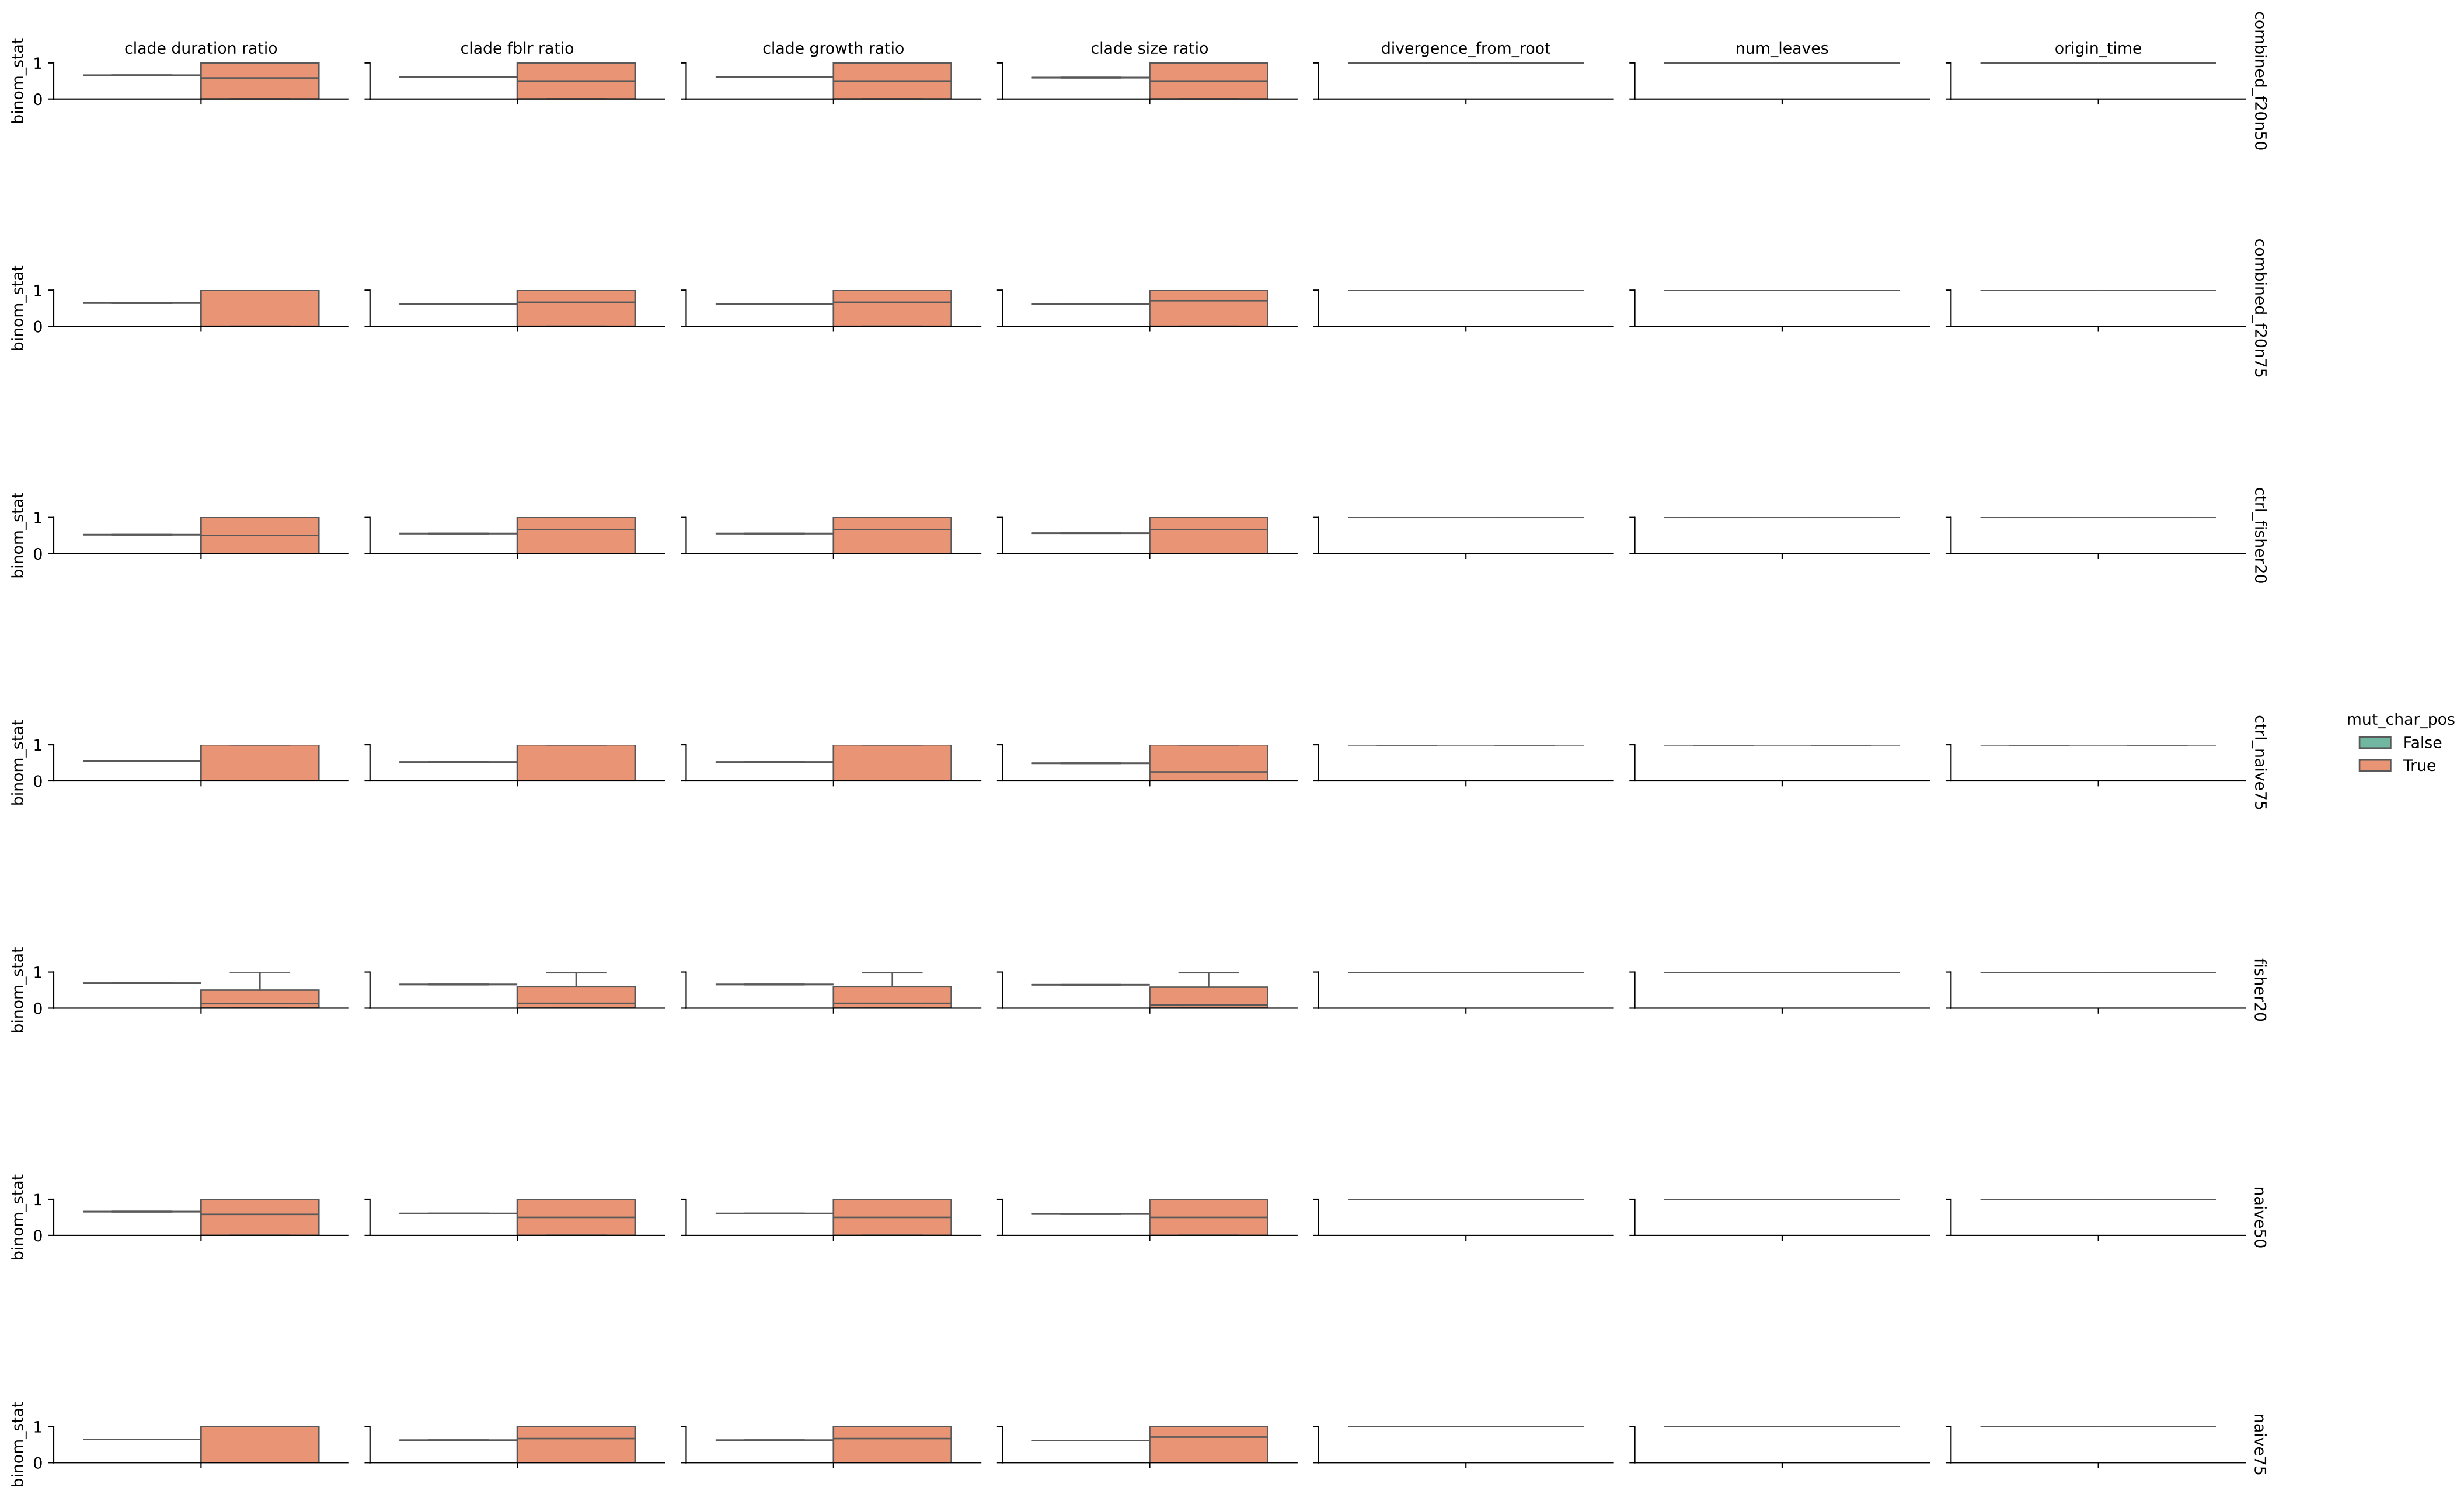 clade duration ratio
clade fblr ratio
clade growth ratio
clade size ratio
divergence_from_root
num_leaves
origin_time
binom_stat
1
0
combined_f20n50
binom_stat
1
0
combined_f20n75
binom_stat
1
0
ctrl_fisher20
binom_stat
1
0
ctrl_naive75
mut_char_pos
False
True
binom_stat
1
0
fisher20
binom_stat
1
0
naive50
binom_stat
1
0
naive75